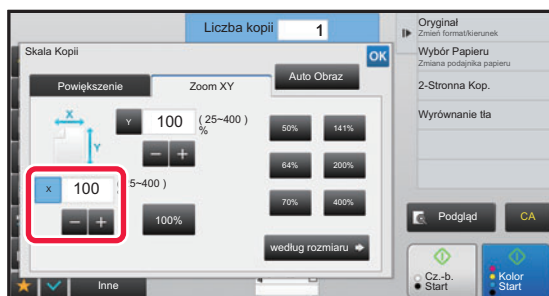 Liczba kopii 1
Skala Kopii
OK
Powiększenie
Zoom XY
Auto Obraz
X
Y
Y 100 (25~400)
%
50% 141%
64% 200%
70% 400%
X 100 5~400 )
100%
według rozmiaru
Inne
Oryginał
Zmień format/kierunek
Wybór Papieru
Zmiana podajnika papieru
2-Stronna Kop.
Wyrównanie tła
Podgląd
CA
Cz.-b.
Start
Kolor
Start